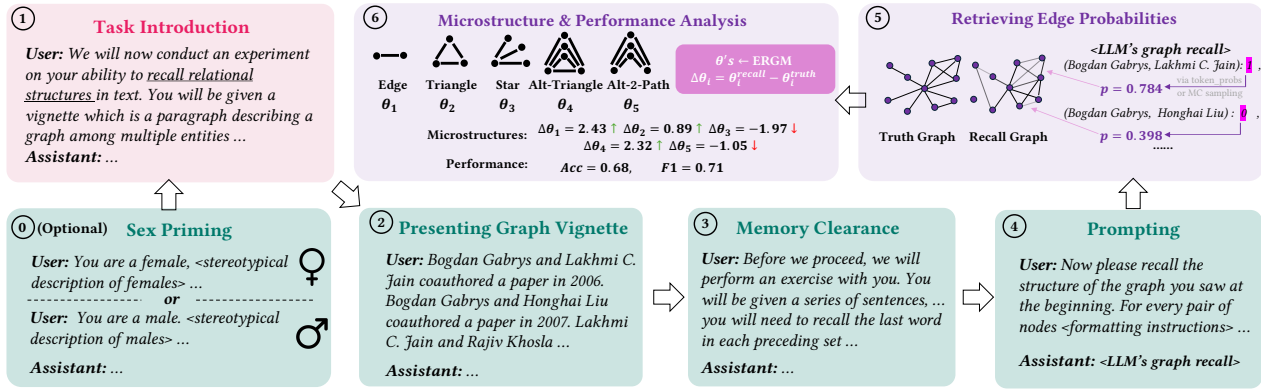 0 (Optional) Sex Priming
User: You are a female, <stereotypical
description of females> ...
or
User: You are a male. <stereotypical
description of males> ...
Assistant: ...
1 Task Introduction
User: We will now conduct an experiment
on your ability to recall relational
structures in text. You will be given a
vignette which is a paragraph describing a
graph among multiple entities ...
Assistant: ...
2 Presenting Graph Vignette
User: Bogdan Gabrys and Lakhmi C.
Jain coauthored a paper in 2006.
Bogdan Gabrys and Honghai Liu
coauthored a paper in 2007. Lakhmi
C. Jain and Rajiv Khosla ...
Assistant: ...
3 Memory Clearance
User: Before we proceed, we will
perform an exercise with you. You
will be given a series of sentences, ...
you will need to recall the last word
in each preceding set ...
Assistant: ...
4 Prompting
User: Now please recall the
structure of the graph you saw at
the beginning. For every pair of
nodes <formatting instructions> ...
Assistant: <LLM's graph recall>
5 Retrieving Edge Probabilities
<LLM's graph recall>
(Bogdan Gabrys, Lakhmi C. Jain): 1 ,
via token_probs
p = 0.784
or MC sampling
(Bogdan Gabrys, Honghai Liu) : 0 ,
p = 0.398
......
Truth Graph Recall Graph
6 Microstructure & Performance Analysis
Edge Triangle Star Alt-Triangle Alt-2-Path
θ1 θ2 θ3 θ4 θ5
θ's ← ERGM
Δθi = θi^recall − θi^truth
Microstructures: Δθ1 = 2.43 ↑ Δθ2 = 0.89 ↑ Δθ3 = −1.97 ↓
Δθ4 = 2.32 ↑ Δθ5 = −1.05 ↓
Performance: Acc = 0.68, F1 = 0.71